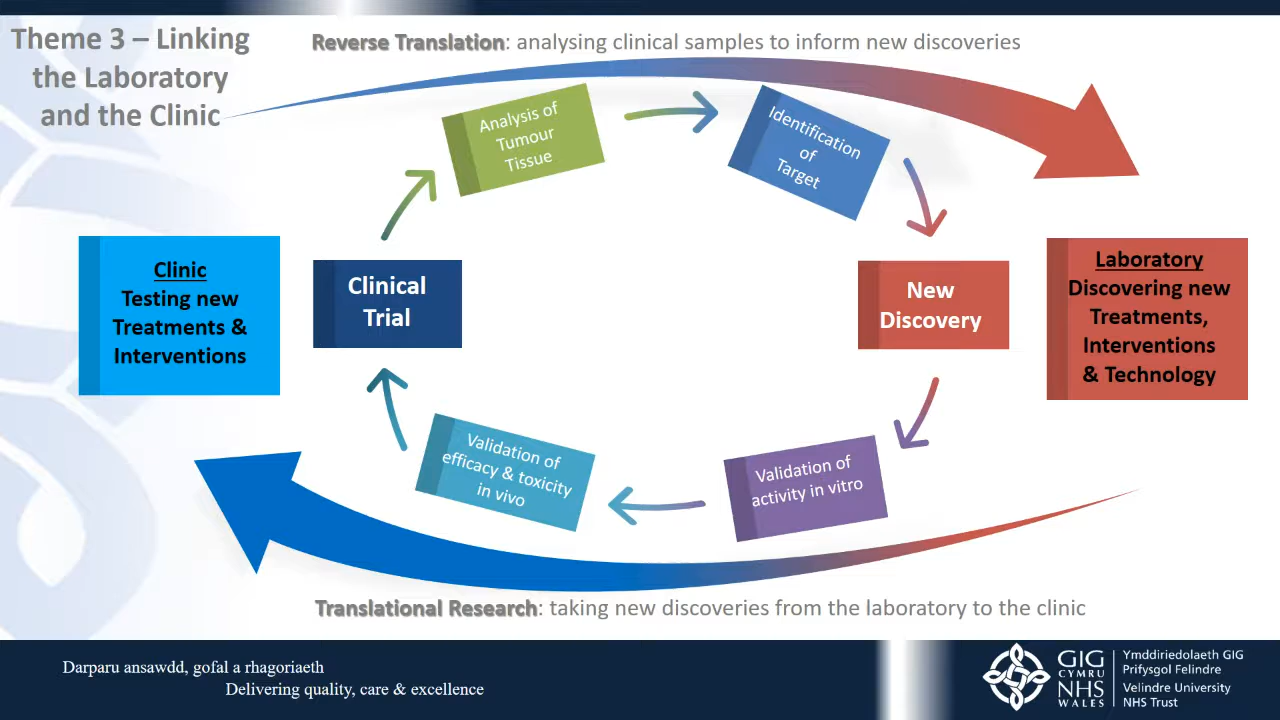 Theme 3 – Linking
the Laboratory
and the Clinic
Reverse Translation: analysing clinical samples to inform new discoveries
Analysis of
Tumour
Tissue
Identification
of
Target
Clinic
Testing new
Treatments &
Interventions
Clinical
Trial
New
Discovery
Laboratory
Discovering new
Treatments,
Interventions
& Technology
Validation of
efficacy & toxicity
in vivo
Validation of
activity in vitro
Translational Research: taking new discoveries from the laboratory to the clinic
Darparu ansawdd, gofal a rhagoriaeth
Delivering quality, care & excellence
GIG
CYMRU
NHS
WALES
Ymddiriedolaeth GIG
Prifysgol Felindre
Velindre University
NHS Trust